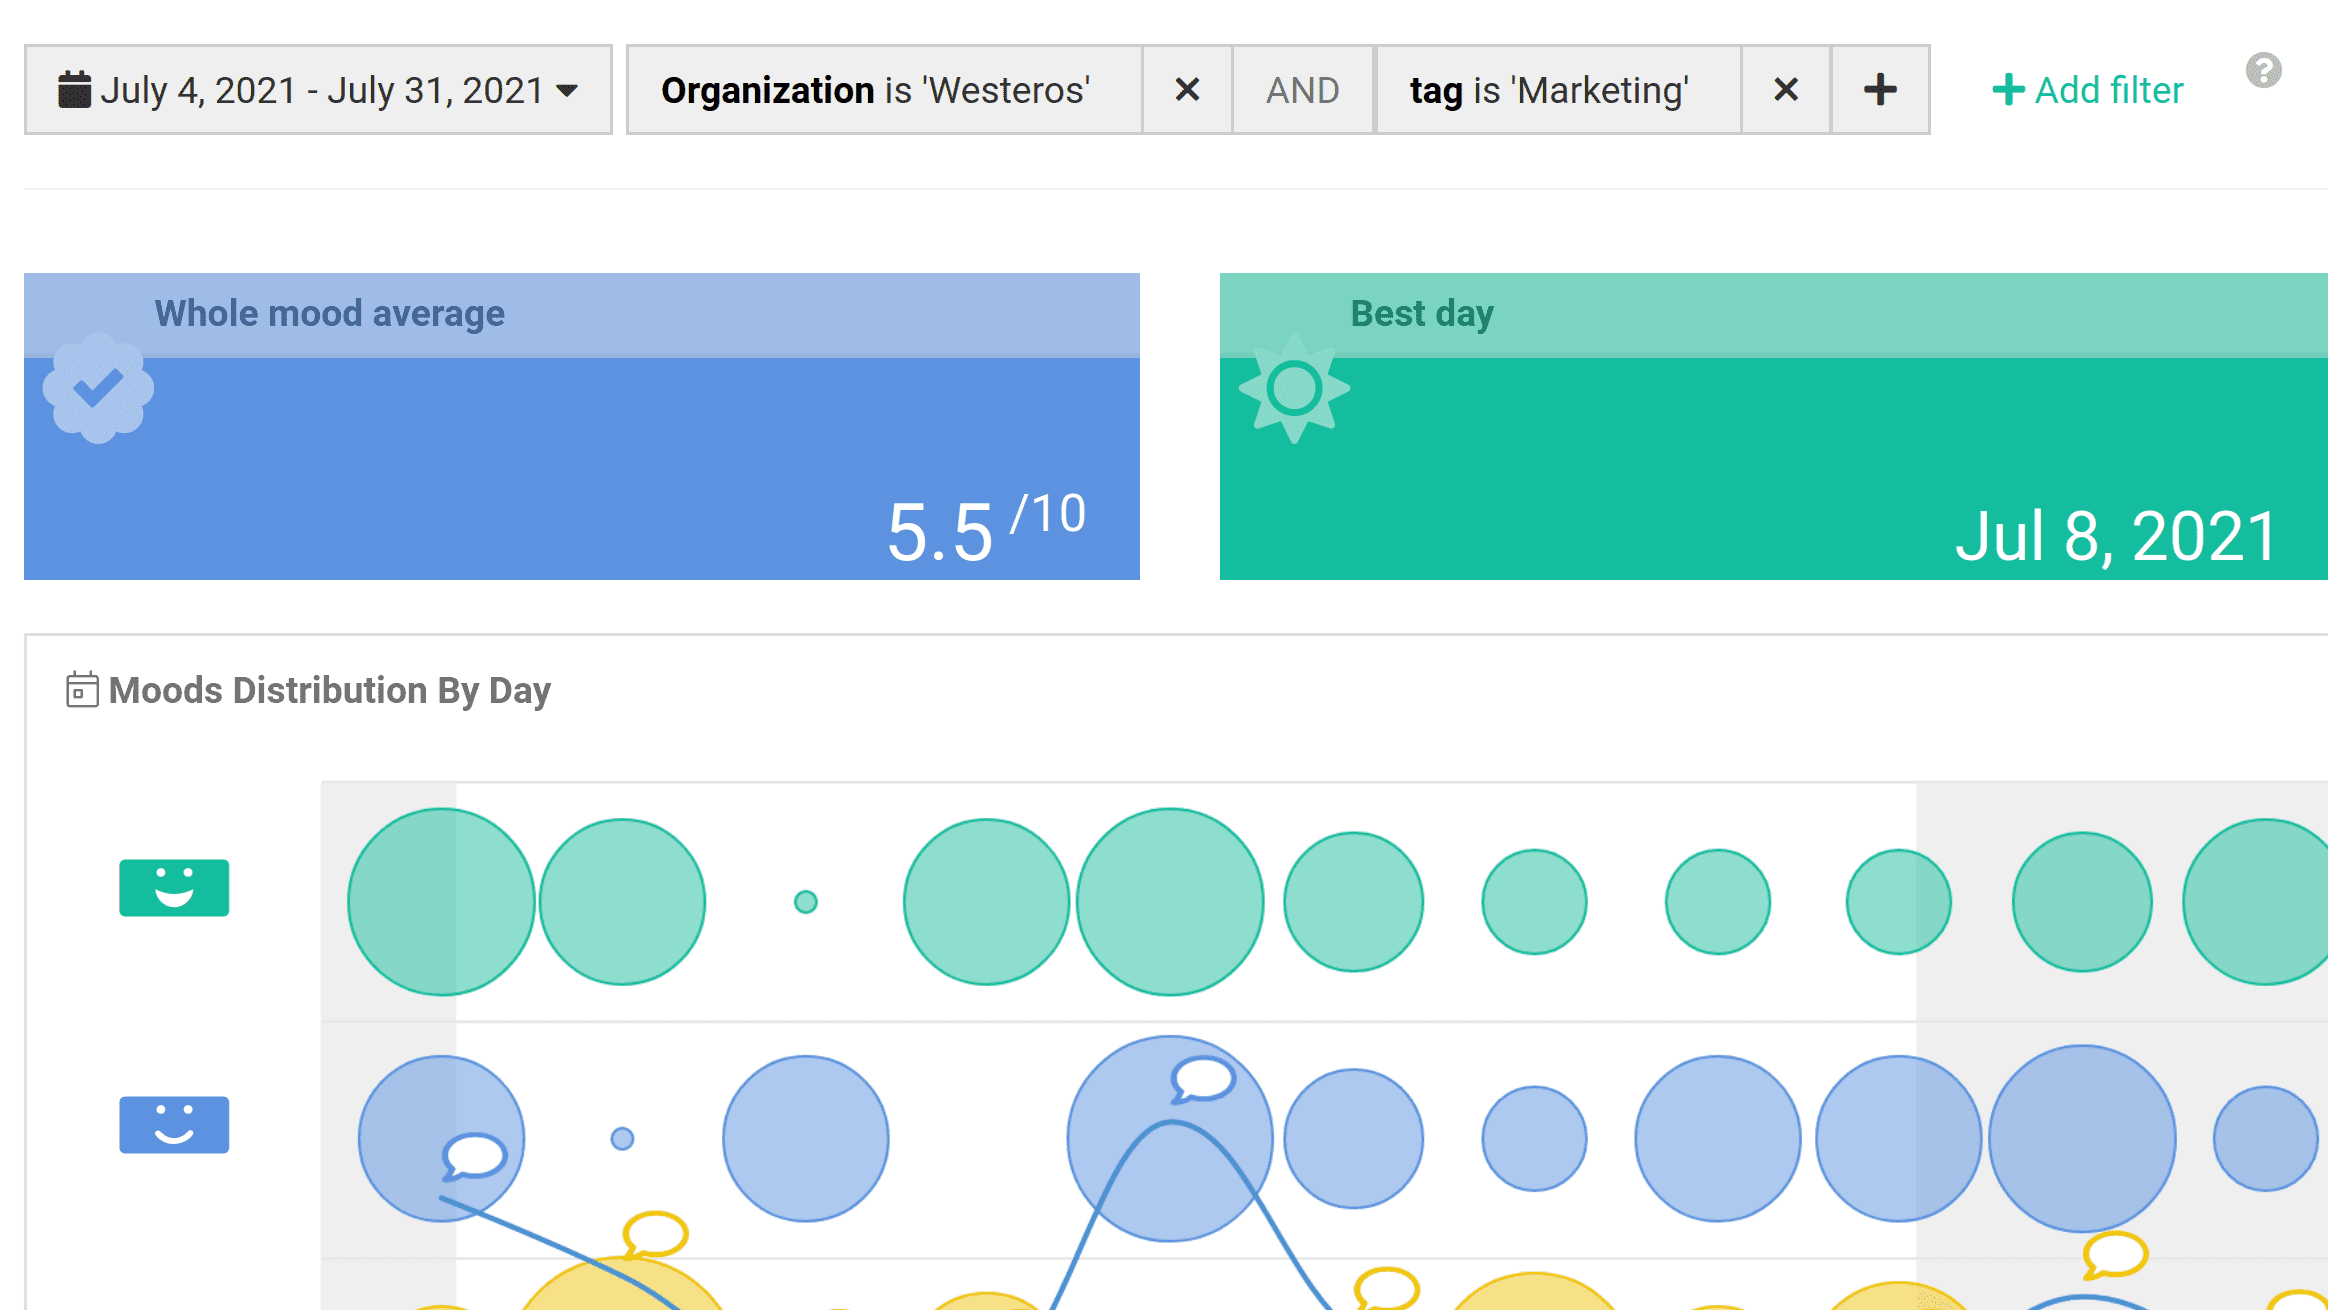 July 4, 2021 - July 31, 2021 Organization is 'Westeros' AND tag is 'Marketing' Add filter
Whole mood average Best day
5.5 /10 Jul 8, 2021
Moods Distribution By Day